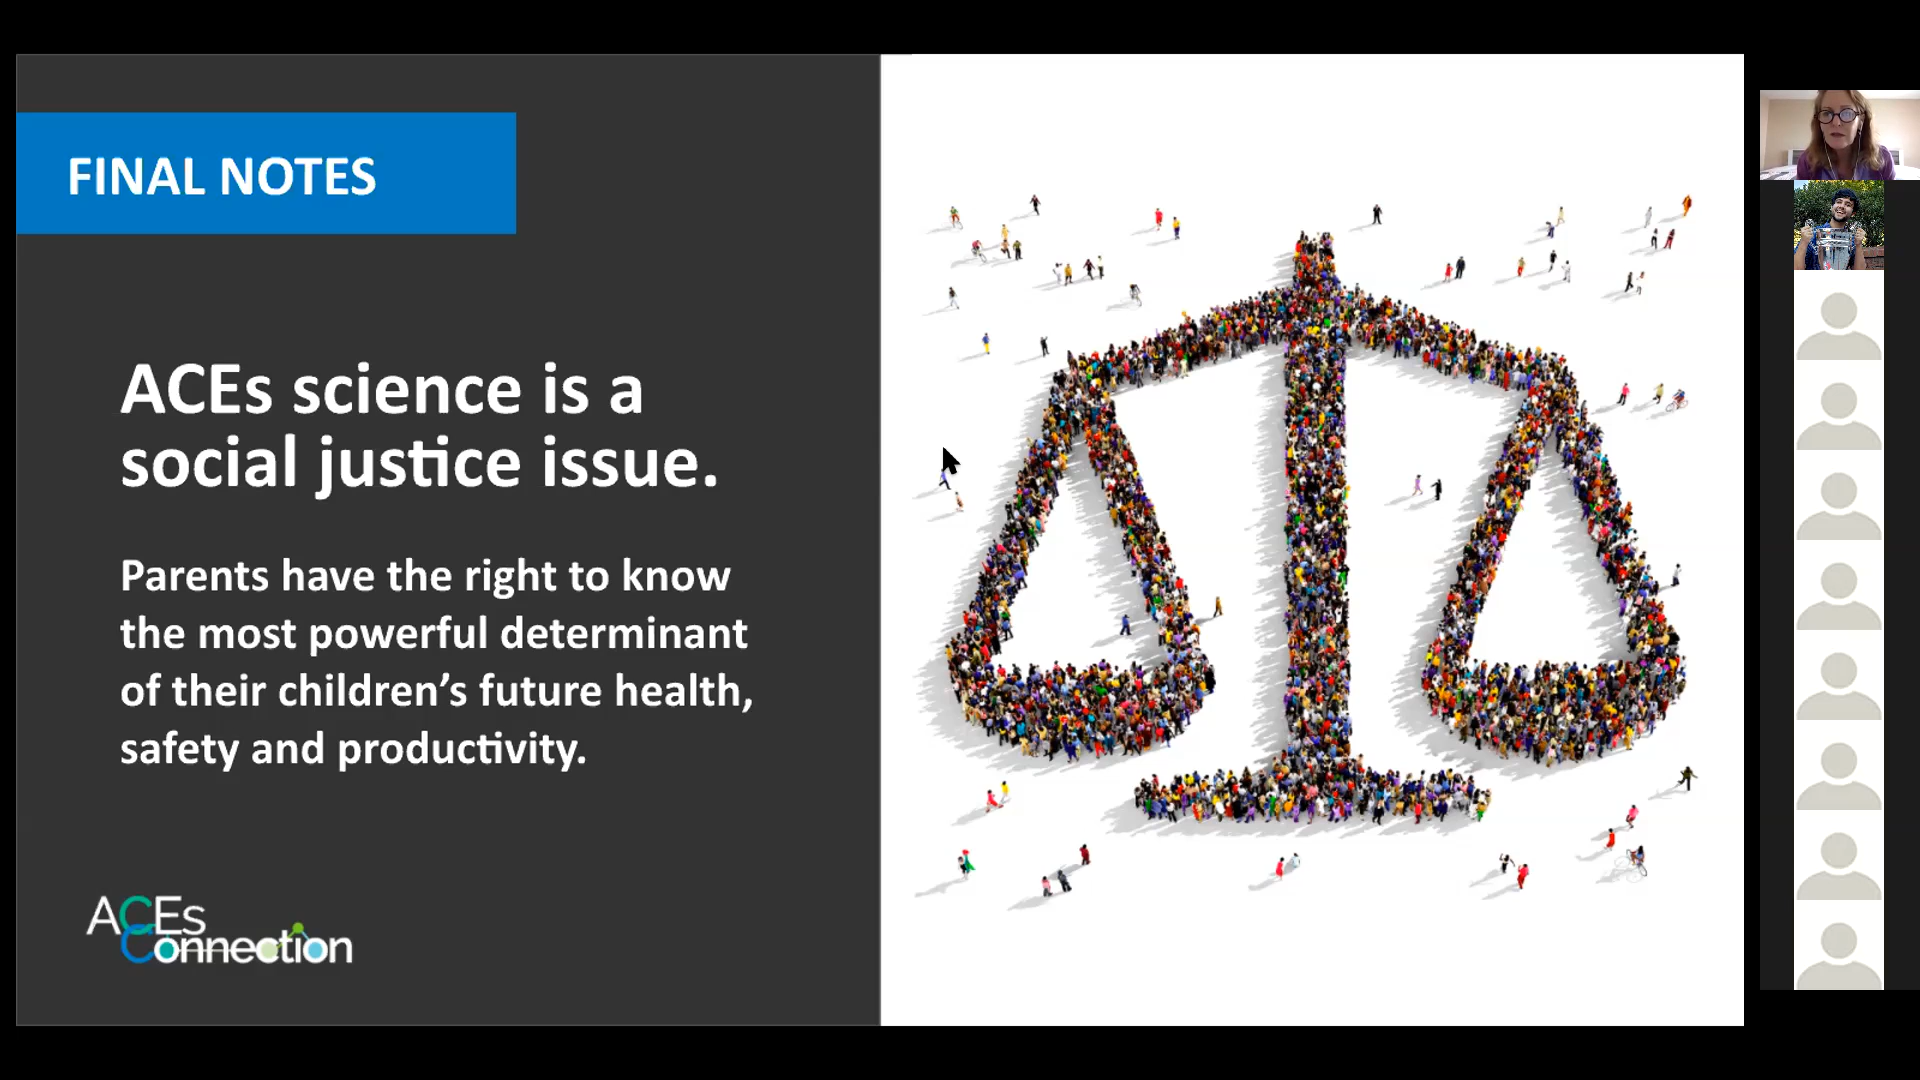 FINAL NOTES
ACEs science is a
social justice issue.
Parents have the right to know
the most powerful determinant
of their children’s future health,
safety and productivity.
ACEs
Connection